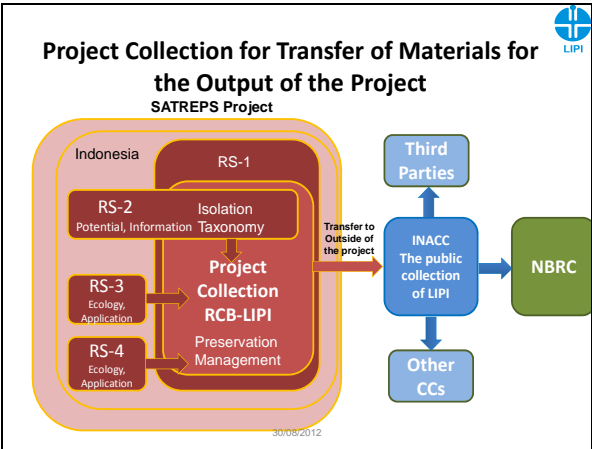 LIPI
Project Collection for Transfer of Materials for
the Output of the Project
SATREPS Project
Indonesia
RS-1
RS-2
Potential, Information
Isolation
Taxonomy
Project
Collection
RCB-LIPI
Preservation
Management
RS-3
Ecology,
Application
RS-4
Ecology,
Application
Transfer to
Outside of
the project
Third
Parties
INACC
The public
collection
of LIPI
NBRC
Other
CCs
30/08/2012